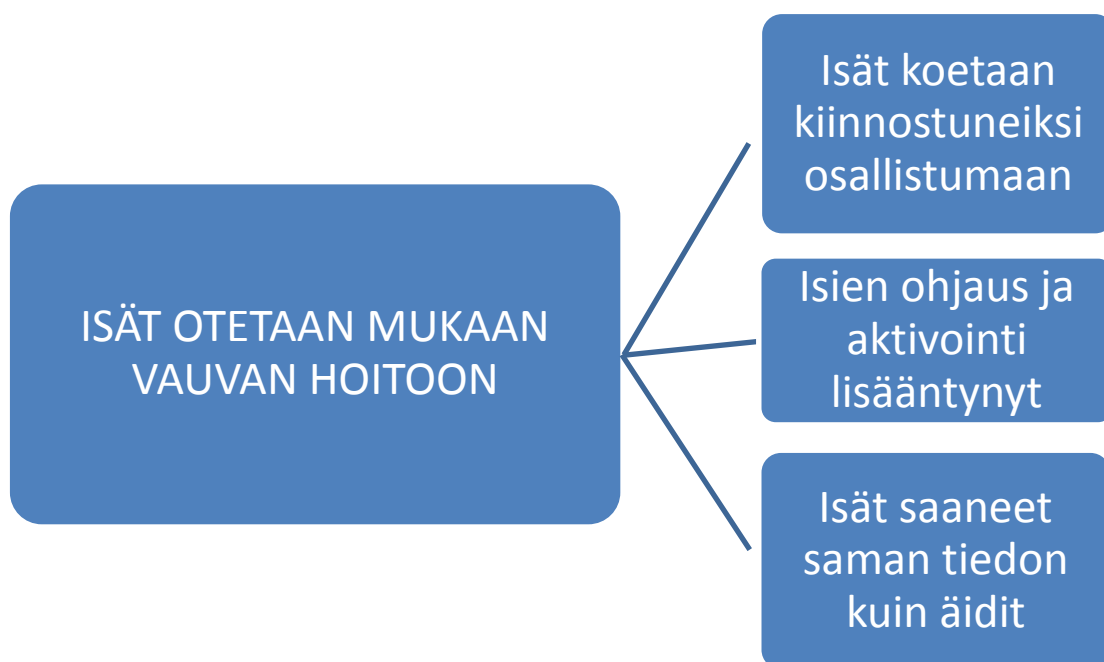 ISÄT OTETAAN MUKAAN
VAUVAN HOITOON
Isät koetaan
kiinnostuneiksi
osallistumaan
Isien ohjaus ja
aktivointi
lisääntynyt
Isät saaneet
saman tiedon
kuin äidit